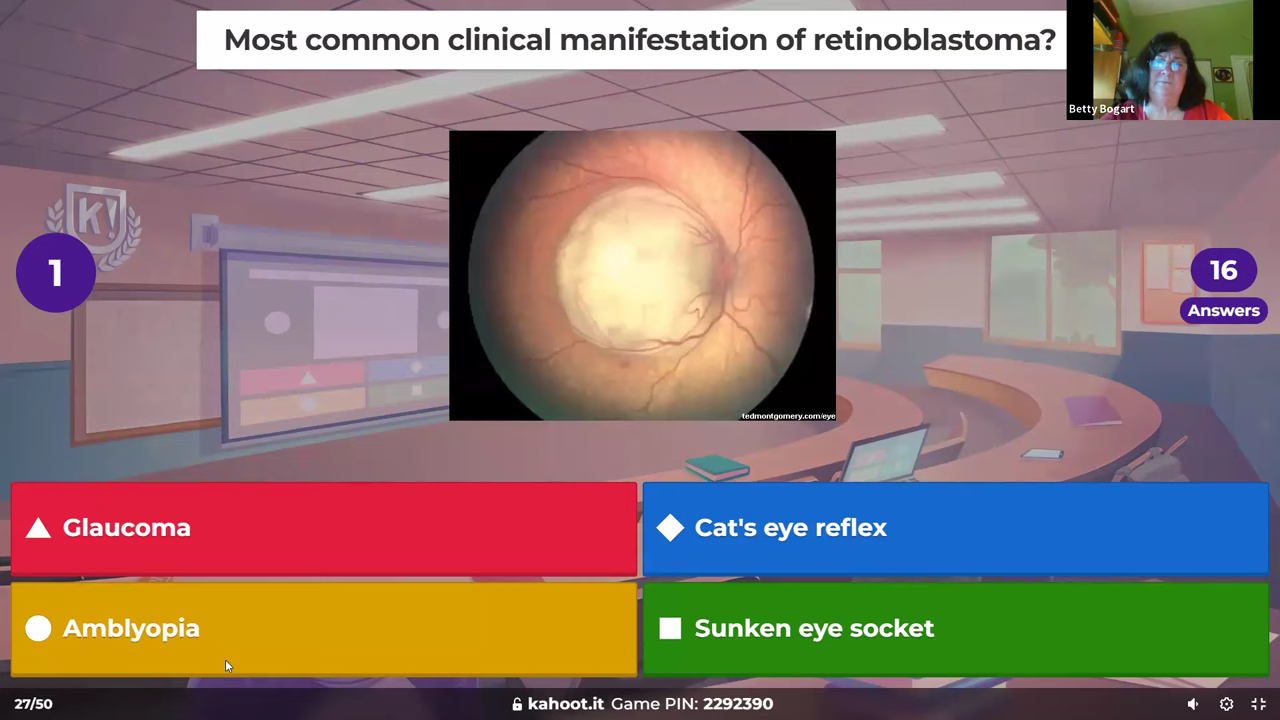 Most common clinical manifestation of retinoblastoma?
Betty Bogart
K!
1
16
Answers
tedmontgomery.com/eye
Glaucoma
Cat's eye reflex
Amblyopia
Sunken eye socket
27/50
kahoot.it Game PIN: 2292390